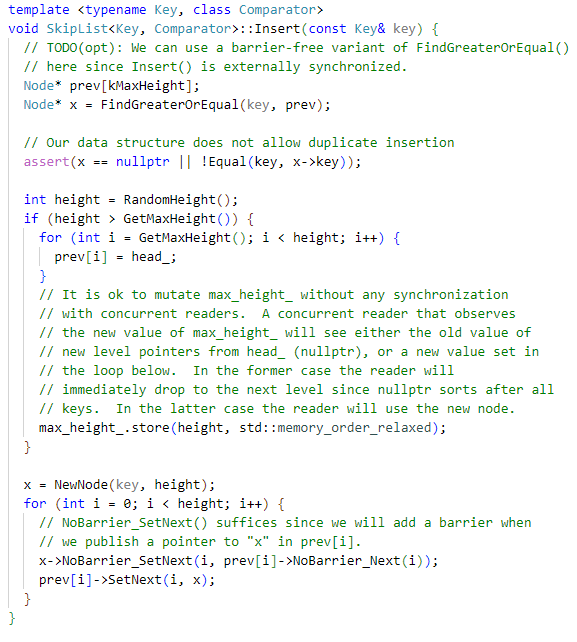 template <typename Key, class Comparator>
void SkipList<Key, Comparator>::Insert(const Key& key) {
  // TODO(opt): We can use a barrier-free variant of FindGreaterOrEqual()
  // here since Insert() is externally synchronized.
  Node* prev[kMaxHeight];
  Node* x = FindGreaterOrEqual(key, prev);

  // Our data structure does not allow duplicate insertion
  assert(x == nullptr || !Equal(key, x->key));

  int height = RandomHeight();
  if (height > GetMaxHeight()) {
    for (int i = GetMaxHeight(); i < height; i++) {
      prev[i] = head_;
    }
    // It is ok to mutate max_height_ without any synchronization
    // with concurrent readers.  A concurrent reader that observes
    // the new value of max_height_ will see either the old value of
    // new level pointers from head_ (nullptr), or a new value set in
    // the loop below.  In the former case the reader will
    // immediately drop to the next level since nullptr sorts after all
    // keys.  In the latter case the reader will use the new node.
    max_height_.store(height, std::memory_order_relaxed);
  }

  x = NewNode(key, height);
  for (int i = 0; i < height; i++) {
    // NoBarrier_SetNext() suffices since we will add a barrier when
    // we publish a pointer to "x" in prev[i].
    x->NoBarrier_SetNext(i, prev[i]->NoBarrier_Next(i));
    prev[i]->SetNext(i, x);
  }
}